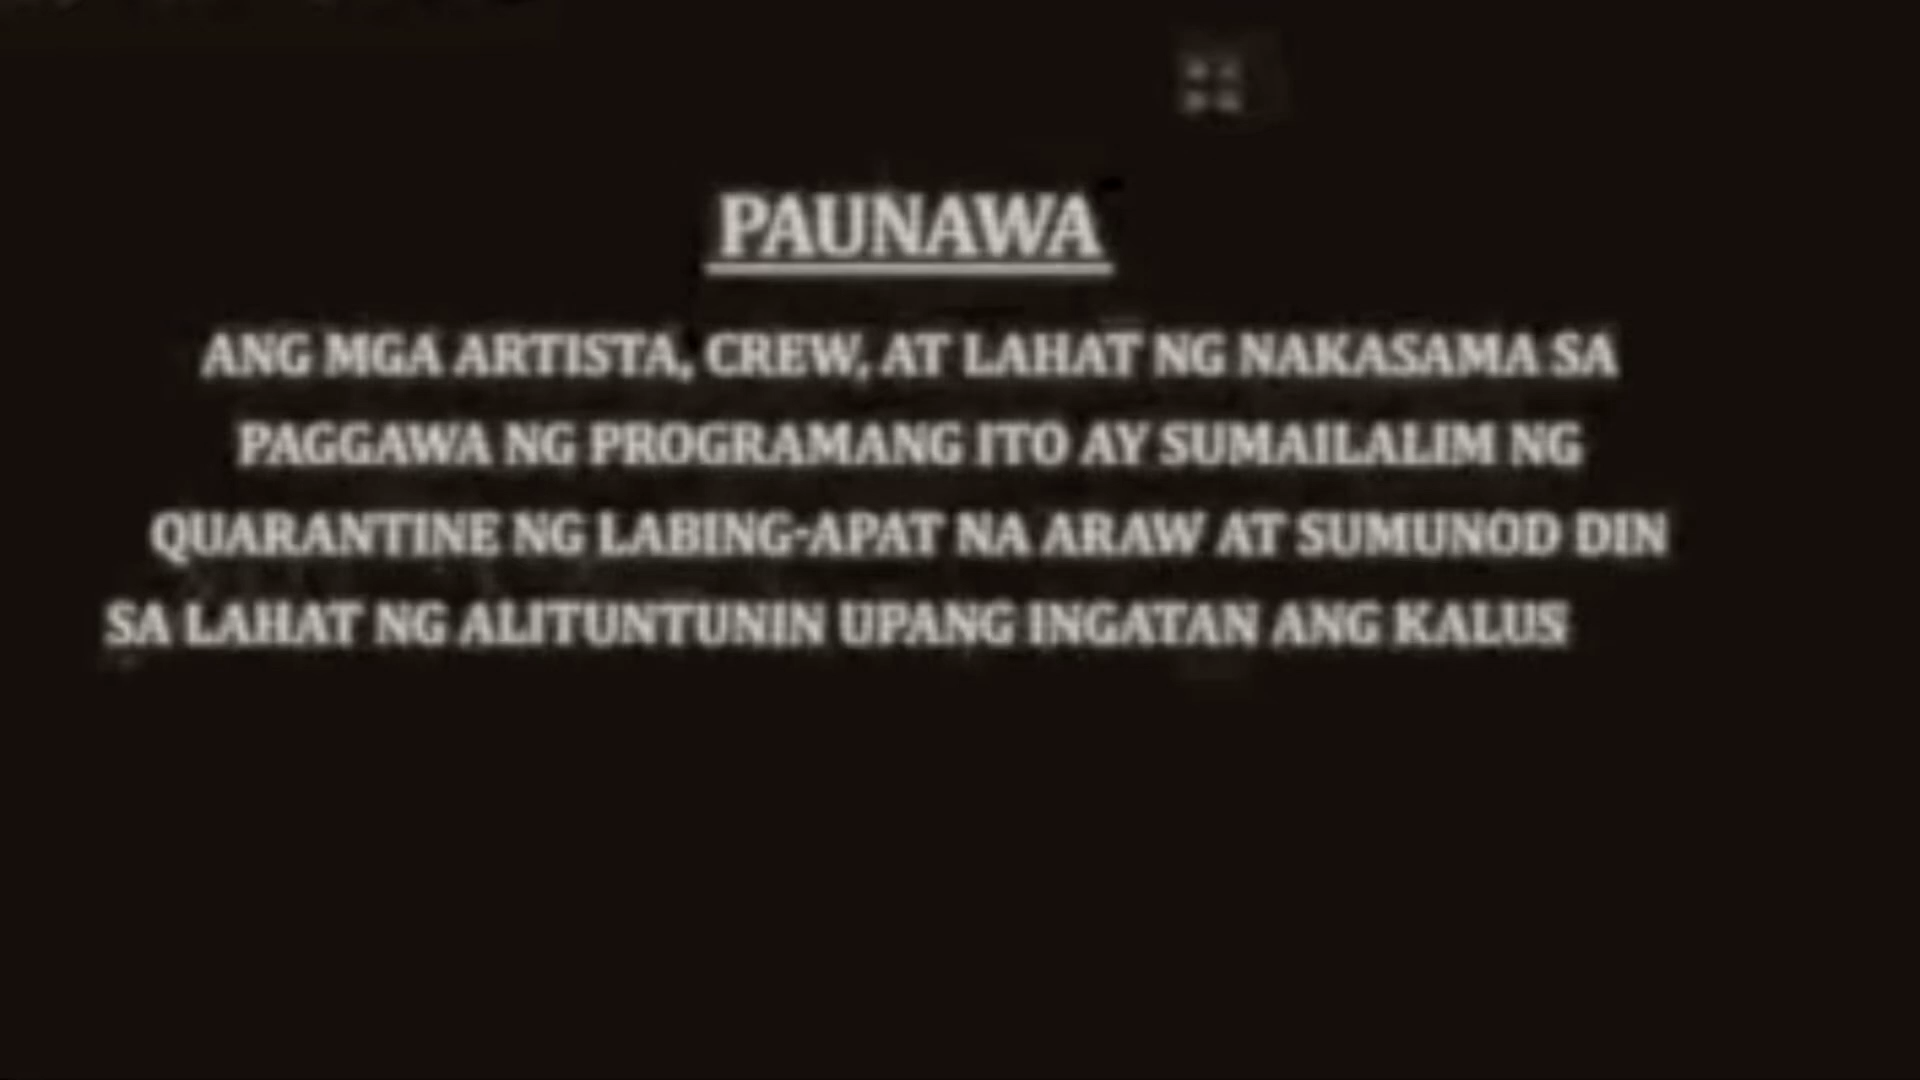 PAUNAWA
ANG MGA ARTISTA, CREW, AT LAHAT NG NAKASAMA SA
PAGGAWA NG PROGRAMANG ITO AY SUMAILALIM NG
QUARANTINE NG LABING-APAT NA ARAW AT SUMUNOD DIN
SA LAHAT NG ALITUNTUNIN UPANG INGATAN ANG KALUS